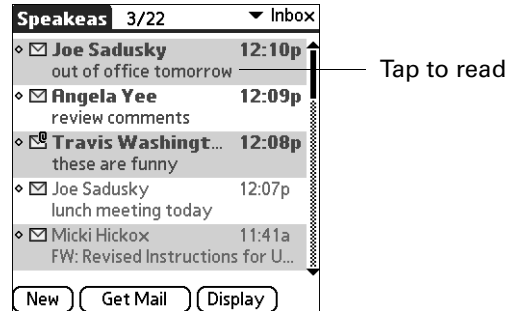 Speakeas 3/22 Inbox
Joe Sadusky 12:10p
out of office tomorrow
Tap to read
Angela Yee 12:09p
review comments
Travis Washingt... 12:08p
these are funny
Joe Sadusky 12:07p
lunch meeting today
Micki Hickox 11:41a
FW: Revised Instructions for U...
New Get Mail Display